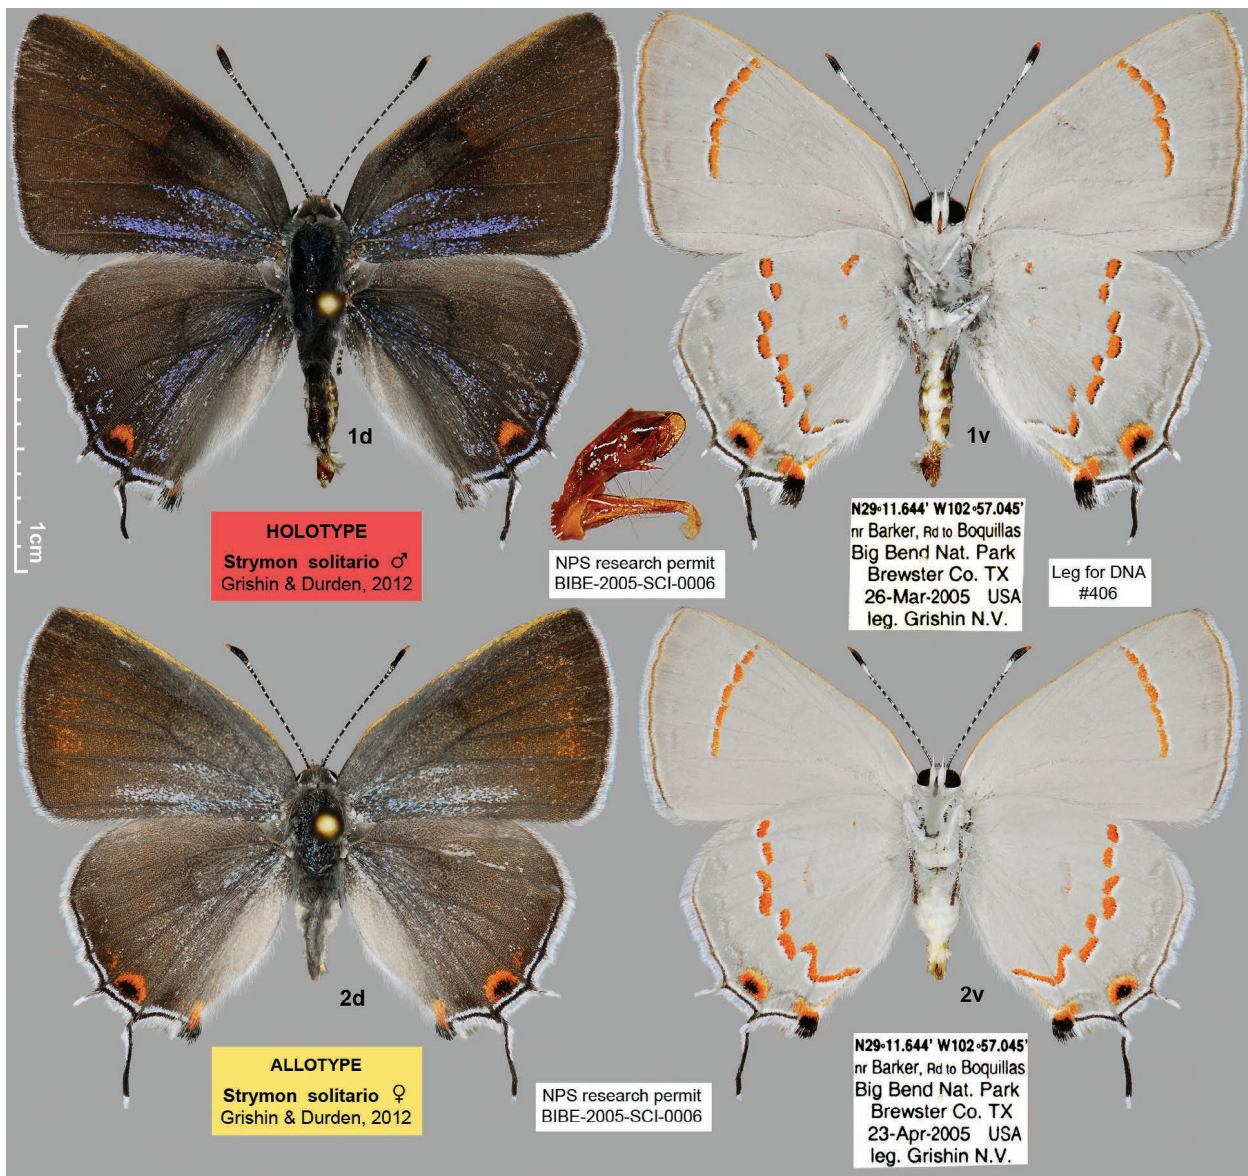 1d
1v
1cm
HOLOTYPE
Strymon solitario ♂
Grishin & Durden, 2012
NPS research permit
BIBE-2005-SCI-0006
N29◦11.644' W102◦57.045'
nr Barker, Rd to Boquillas
Big Bend Nat. Park
Brewster Co. TX
26-Mar-2005 USA
leg. Grishin N.V.
Leg for DNA
#406
2d
2v
ALLOTYPE
Strymon solitario ♀
Grishin & Durden, 2012
NPS research permit
BIBE-2005-SCI-0006
N29◦11.644' W102◦57.045'
nr Barker, Rd to Boquillas
Big Bend Nat. Park
Brewster Co. TX
23-Apr-2005 USA
leg. Grishin N.V.